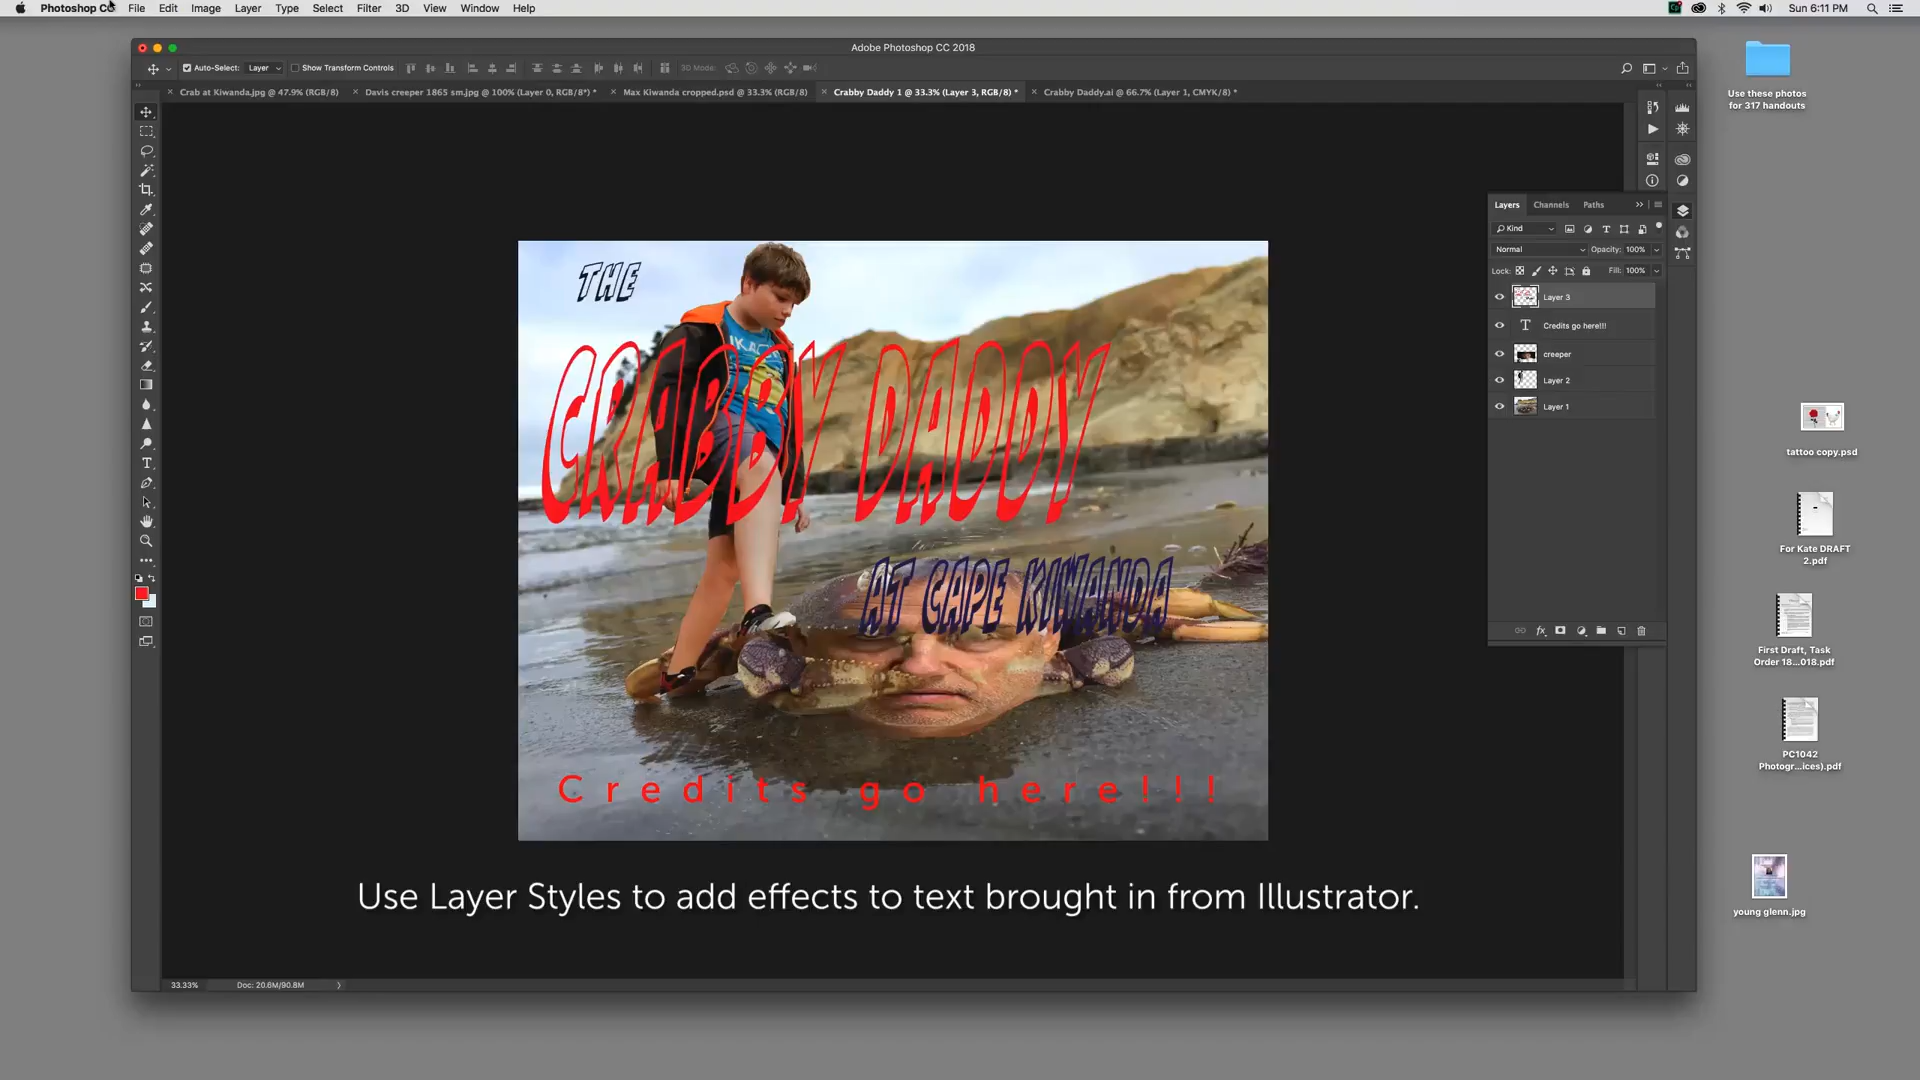 Photoshop CC File Edit Image Layer Type Select Filter 3D View Window Help Sun 6:11 PM
Adobe Photoshop CC 2018
Auto-Select: Layer Show Transform Controls 3D Mode:
Crab at Kiwanda.jpg @ 47.9% (RGB/8) Davis creeper 1865 sm.jpg @ 100% (Layer 0, RGB/8*) * Max Kiwanda cropped.psd @ 33.3% (RGB/8) Crabby Daddy 1 @ 33.3% (Layer 3, RGB/8) * Crabby Daddy.ai @ 66.7% (Layer 1, CMYK/8) *
Use these photos
for 317 handouts
Layers Channels Paths
Kind
Normal Opacity: 100%
Lock: Fill: 100%
Layer 3
T Credits go here!!!
creeper
Layer 2
Layer 1
THE
CRABBY DADDY
AT CAPE KIWANDA
Credits go here!!!
Use Layer Styles to add effects to text brought in from Illustrator.
33.33% Doc: 20.6M/90.8M
tattoo copy.psd
For Kate DRAFT
2.pdf
First Draft, Task
Order 18...018.pdf
PC1042
Photogr...ices).pdf
young glenn.jpg